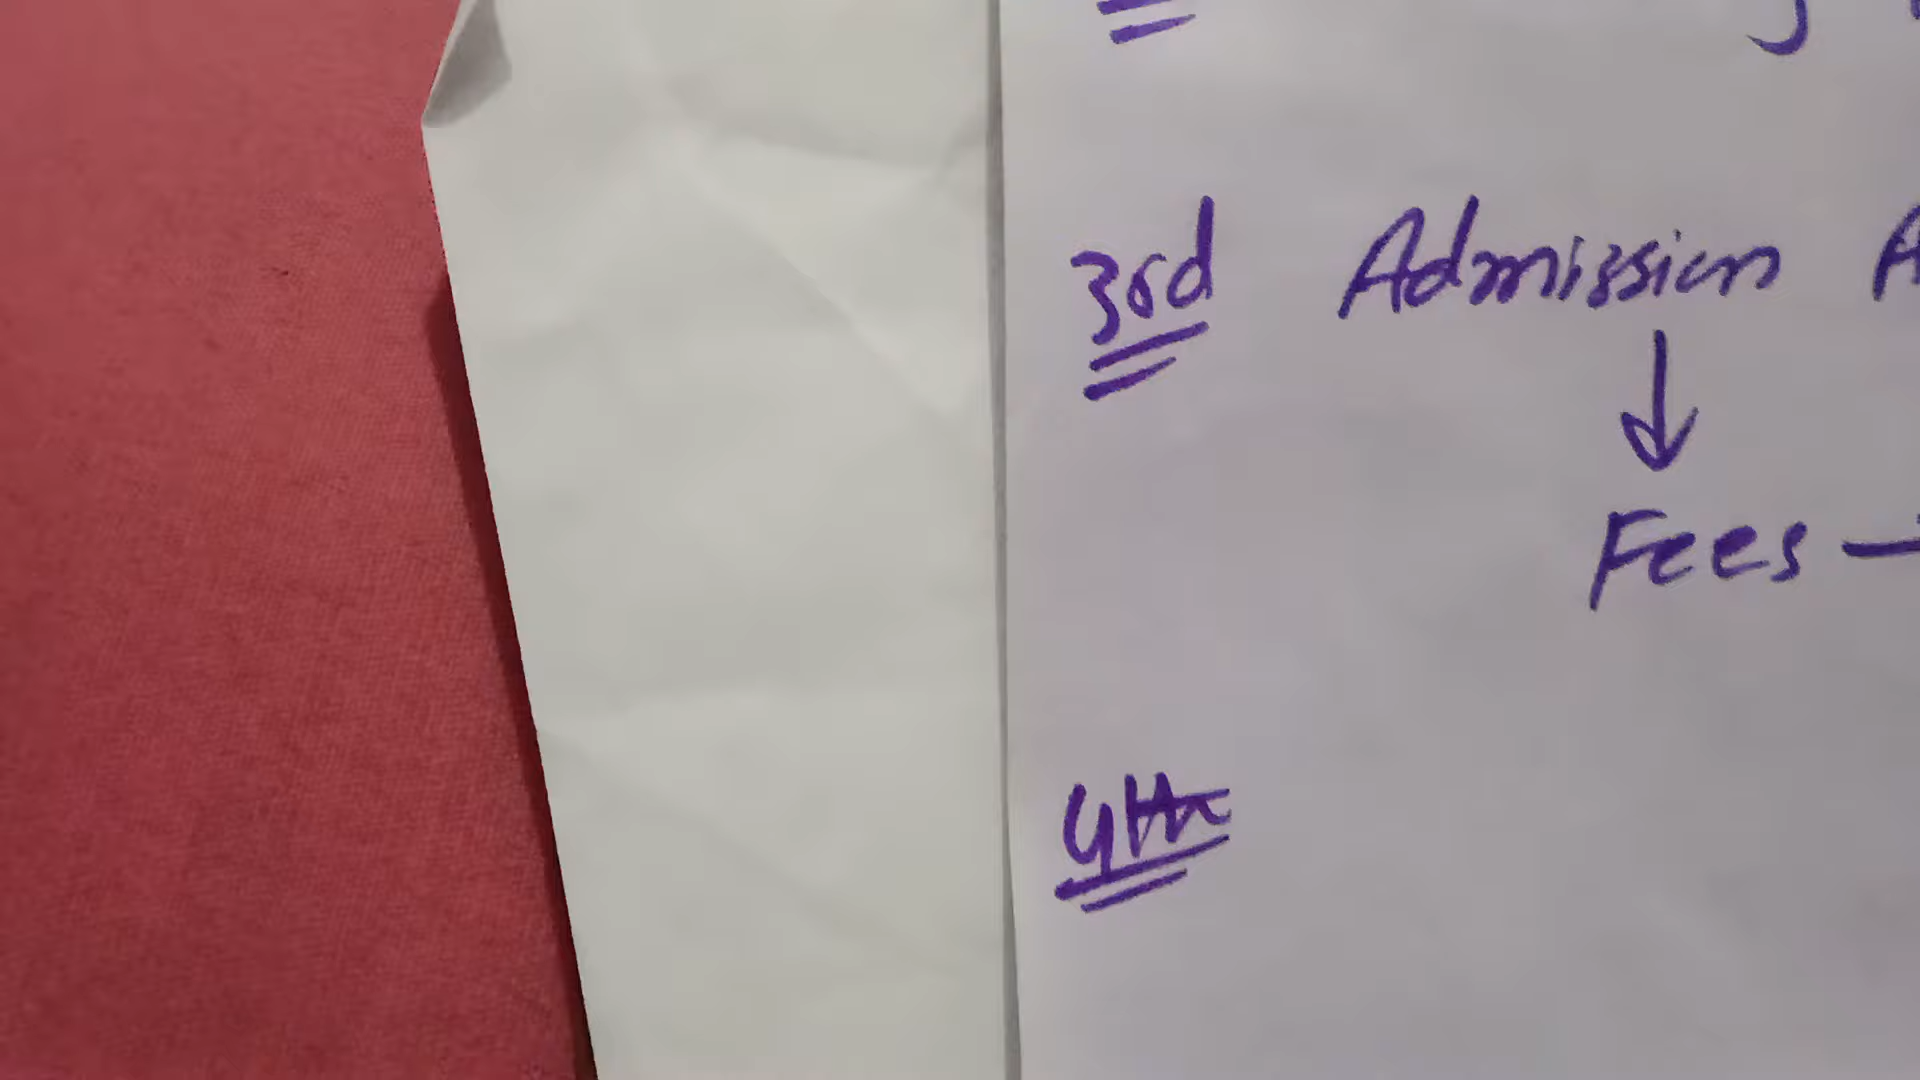 3rd Admission A
Fees —
4th